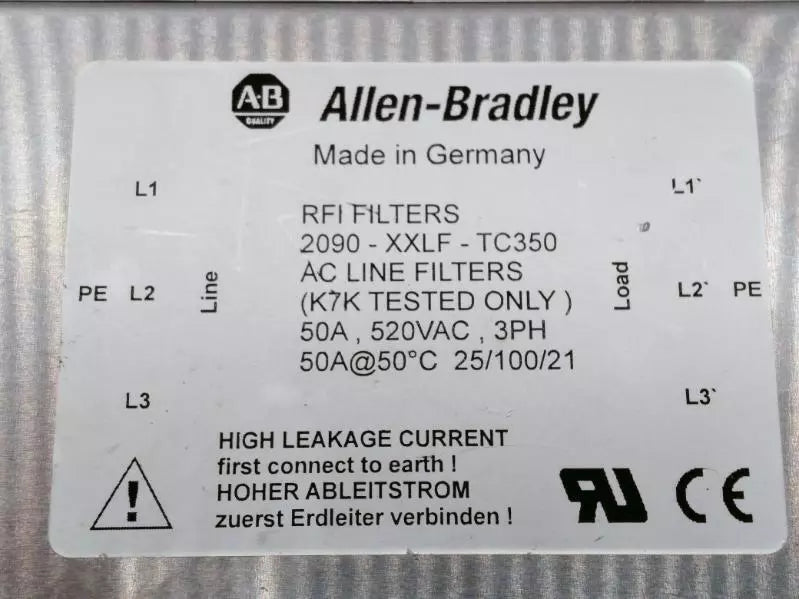 A-B
QUALITY
Allen-Bradley
Made in Germany
L1
L1`
RFI FILTERS
2090 - XXLF - TC350
AC LINE FILTERS
(K7K TESTED ONLY )
50A , 520VAC , 3PH
50A@50°C 25/100/21
PE L2 Line
Load L2` PE
L3
L3`
HIGH LEAKAGE CURRENT
first connect to earth !
HOHER ABLEITSTROM
zuerst Erdleiter verbinden !
!
RU CE